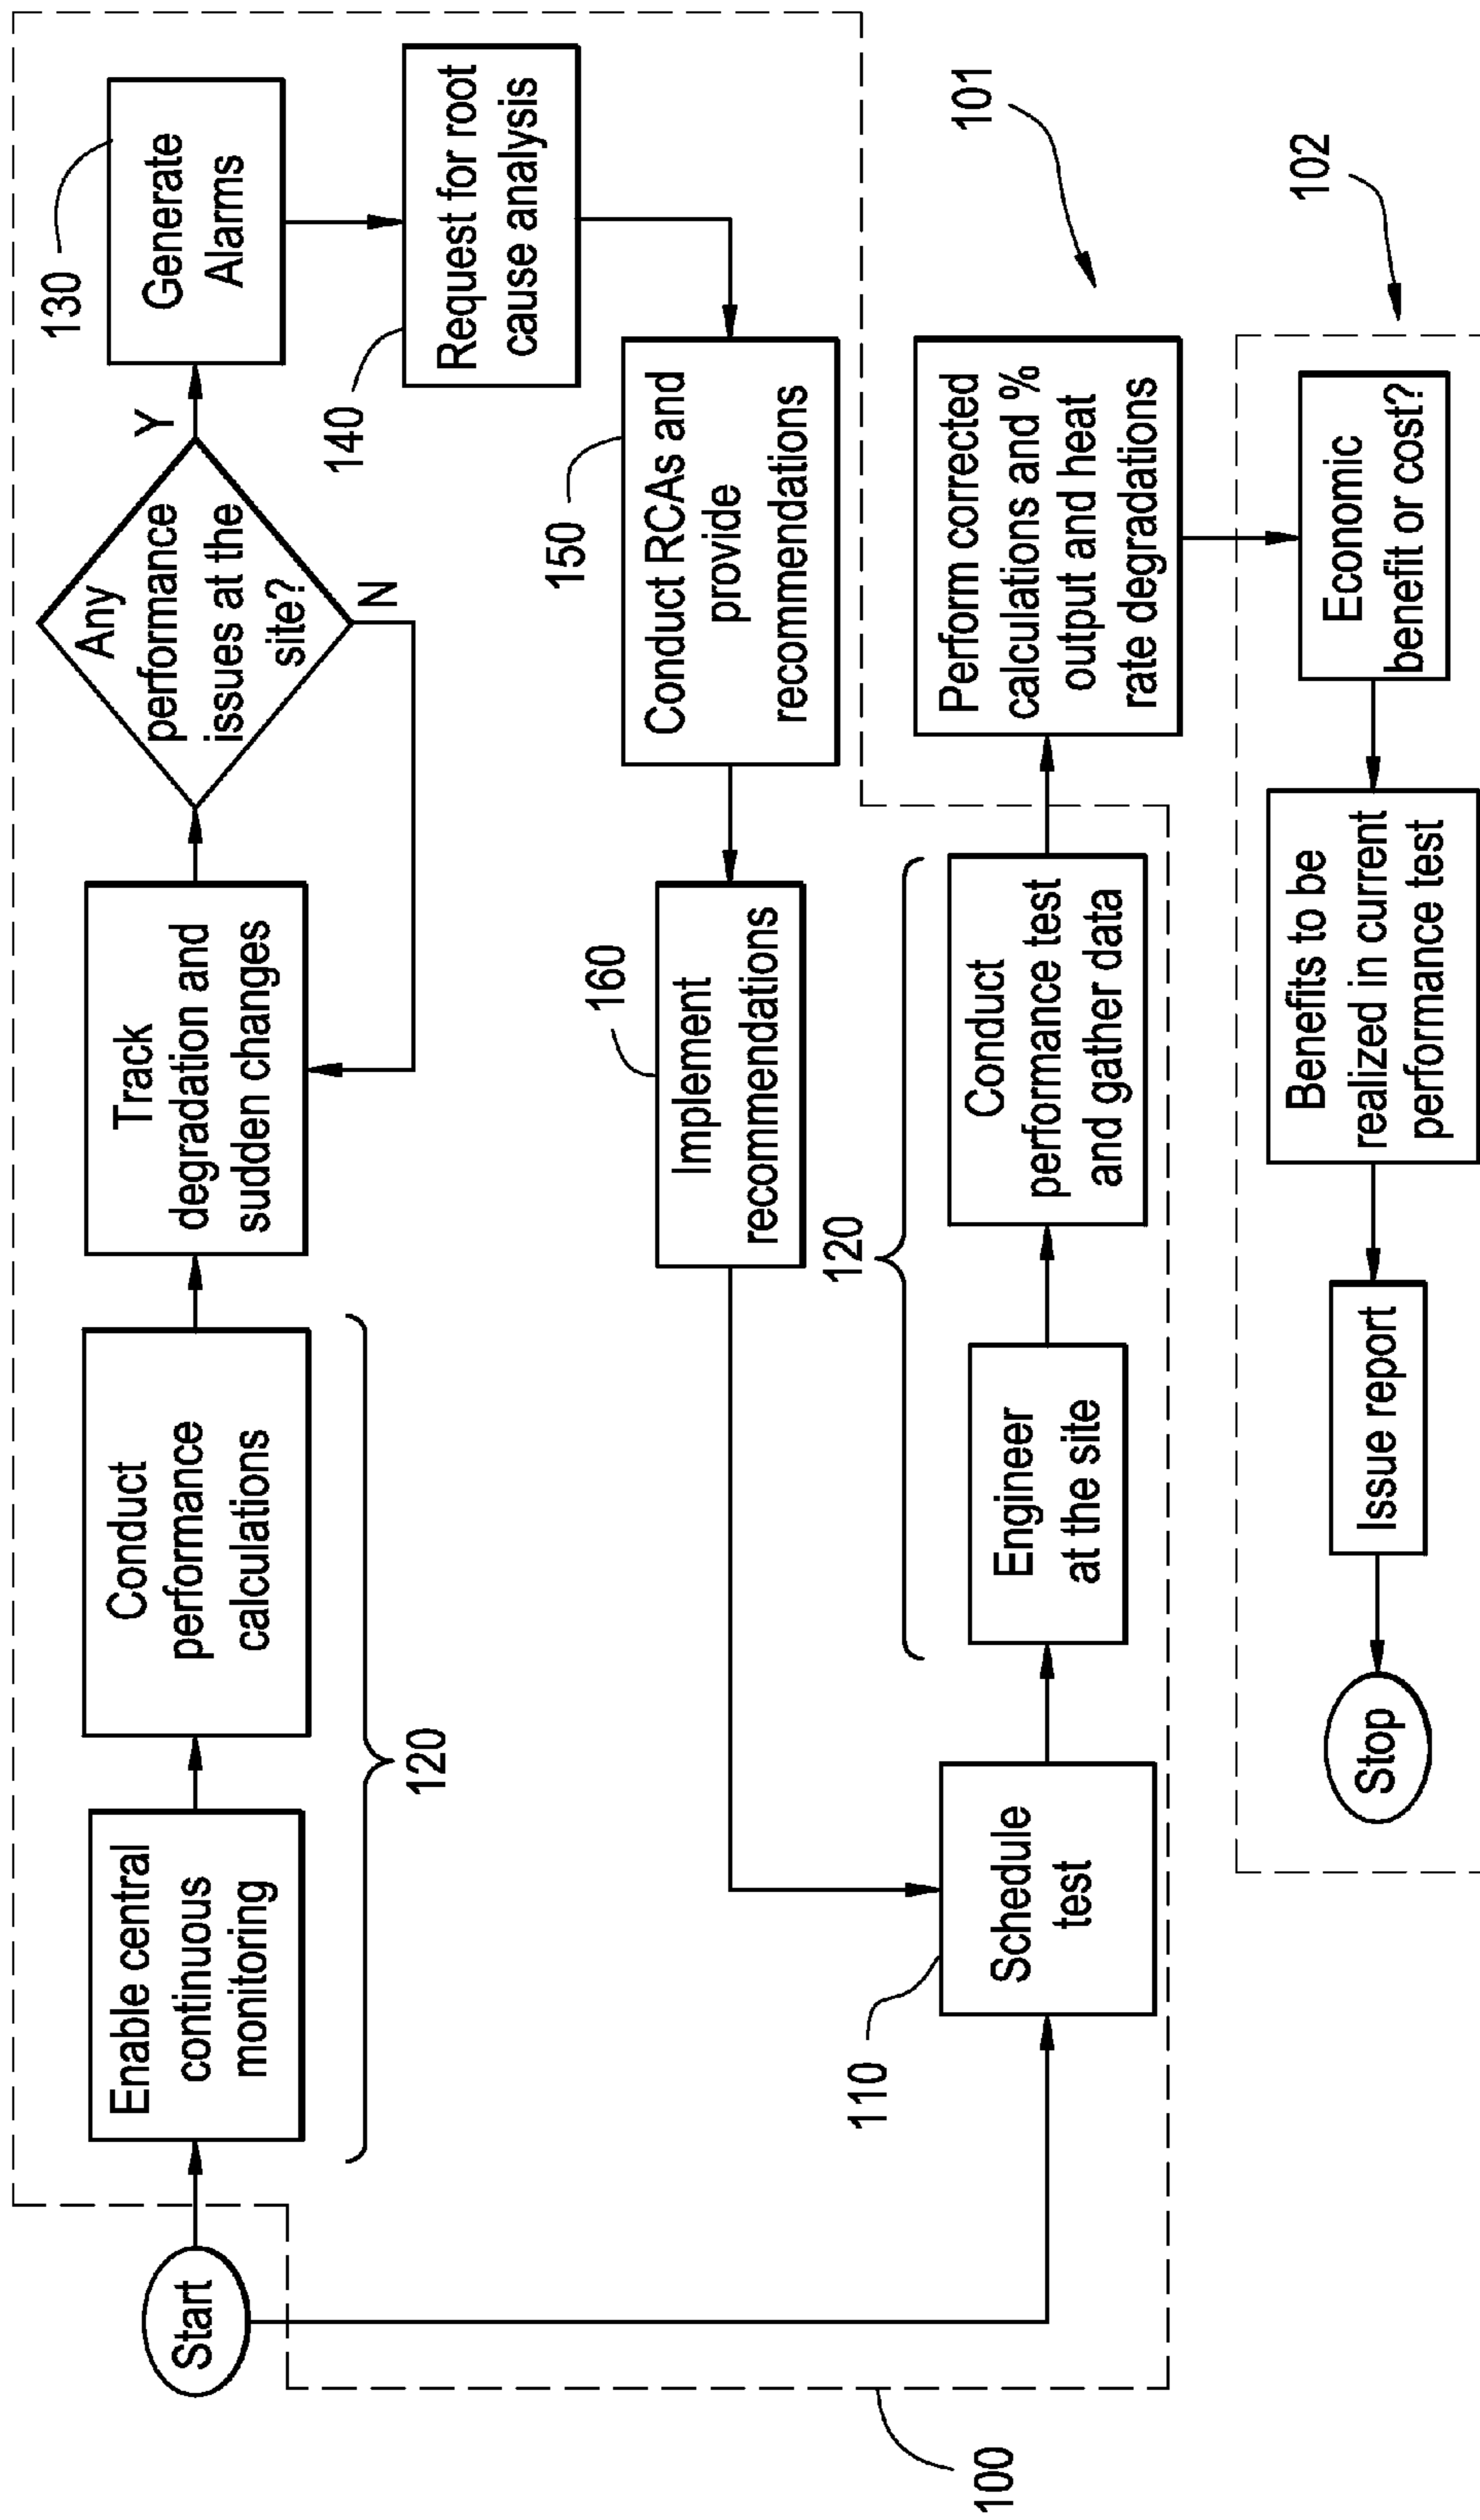 Start
Enable central
continuous
monitoring
Conduct
performance
calculations
120
Track
degradation and
sudden changes
Any
performance
issues at the
site?
Y
N
130
Generate
Alarms
140
Request for root
cause analysis
150
Conduct RCAs and
provide
recommendations
160
Implement
recommendations
110
Schedule
test
120
Engineer
at the site
Conduct
performance test
and gather data
Perform corrected
calculations and %
output and heat
rate degradations
101
100
102
Economic
benefit or cost?
Benefits to be
realized in current
performance test
Issue report
Stop